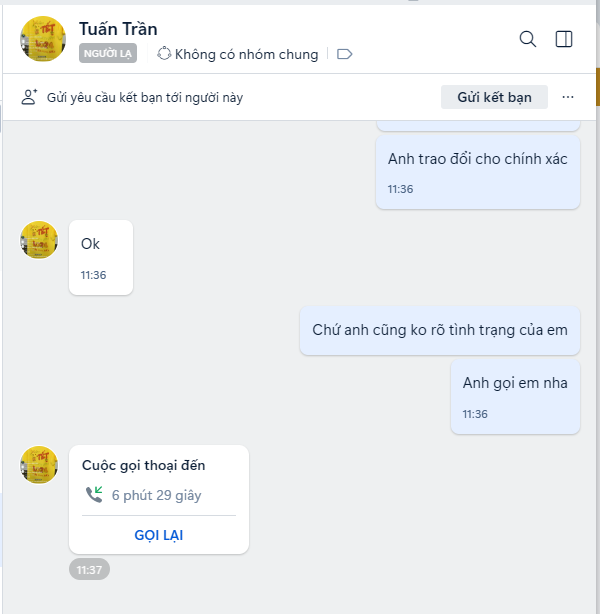 Tuấn Trần
NGƯỜI LẠ
Không có nhóm chung
Gửi yêu cầu kết bạn tới người này
Gửi kết bạn
Anh trao đổi cho chính xác
11:36
Ok
11:36
Chứ anh cũng ko rõ tình trạng của em
Anh gọi em nha
11:36
Cuộc gọi thoại đến
6 phút 29 giây
GỌI LẠI
11:37